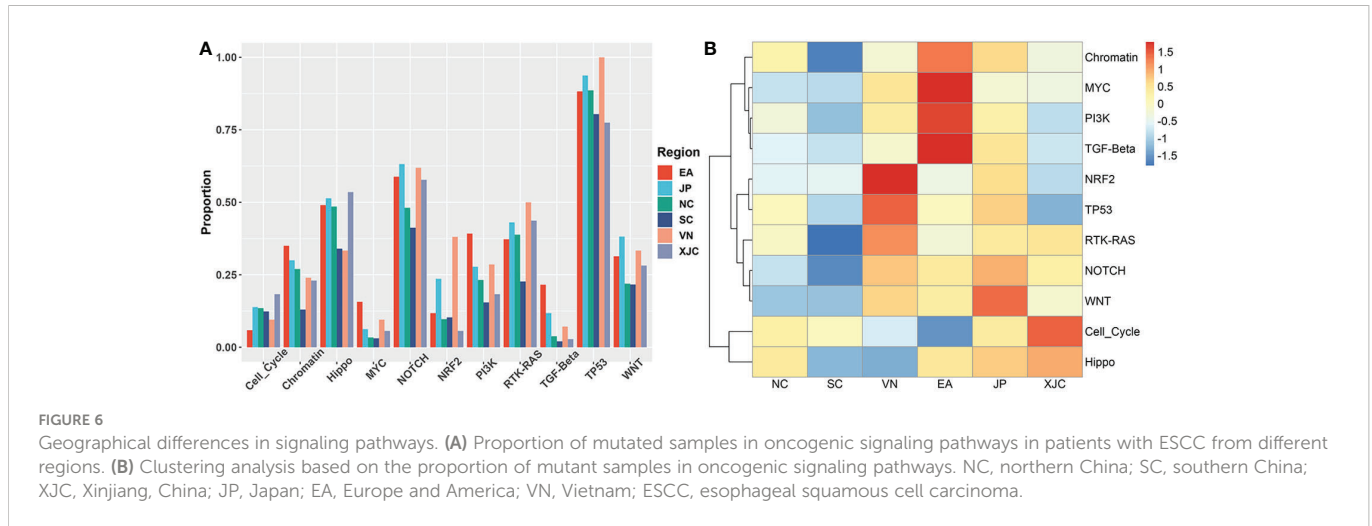 A
1.00
0.75
0.50
0.25
0.00
Proportion
Cell_Cycle
Chromatin
Hippo
MYC
NOTCH
NRF2
PI3K
RTK-RAS
TGF-Beta
TP53
WNT
Region
EA
JP
NC
SC
VN
XJC
B
Chromatin
MYC
PI3K
TGF-Beta
NRF2
TP53
RTK-RAS
NOTCH
WNT
Cell_Cycle
Hippo
NC SC VN EA JP XJC
1.5
1
0.5
0
-0.5
-1
-1.5
FIGURE 6
Geographical differences in signaling pathways. (A) Proportion of mutated samples in oncogenic signaling pathways in patients with ESCC from different
regions. (B) Clustering analysis based on the proportion of mutant samples in oncogenic signaling pathways. NC, northern China; SC, southern China;
XJC, Xinjiang, China; JP, Japan; EA, Europe and America; VN, Vietnam; ESCC, esophageal squamous cell carcinoma.